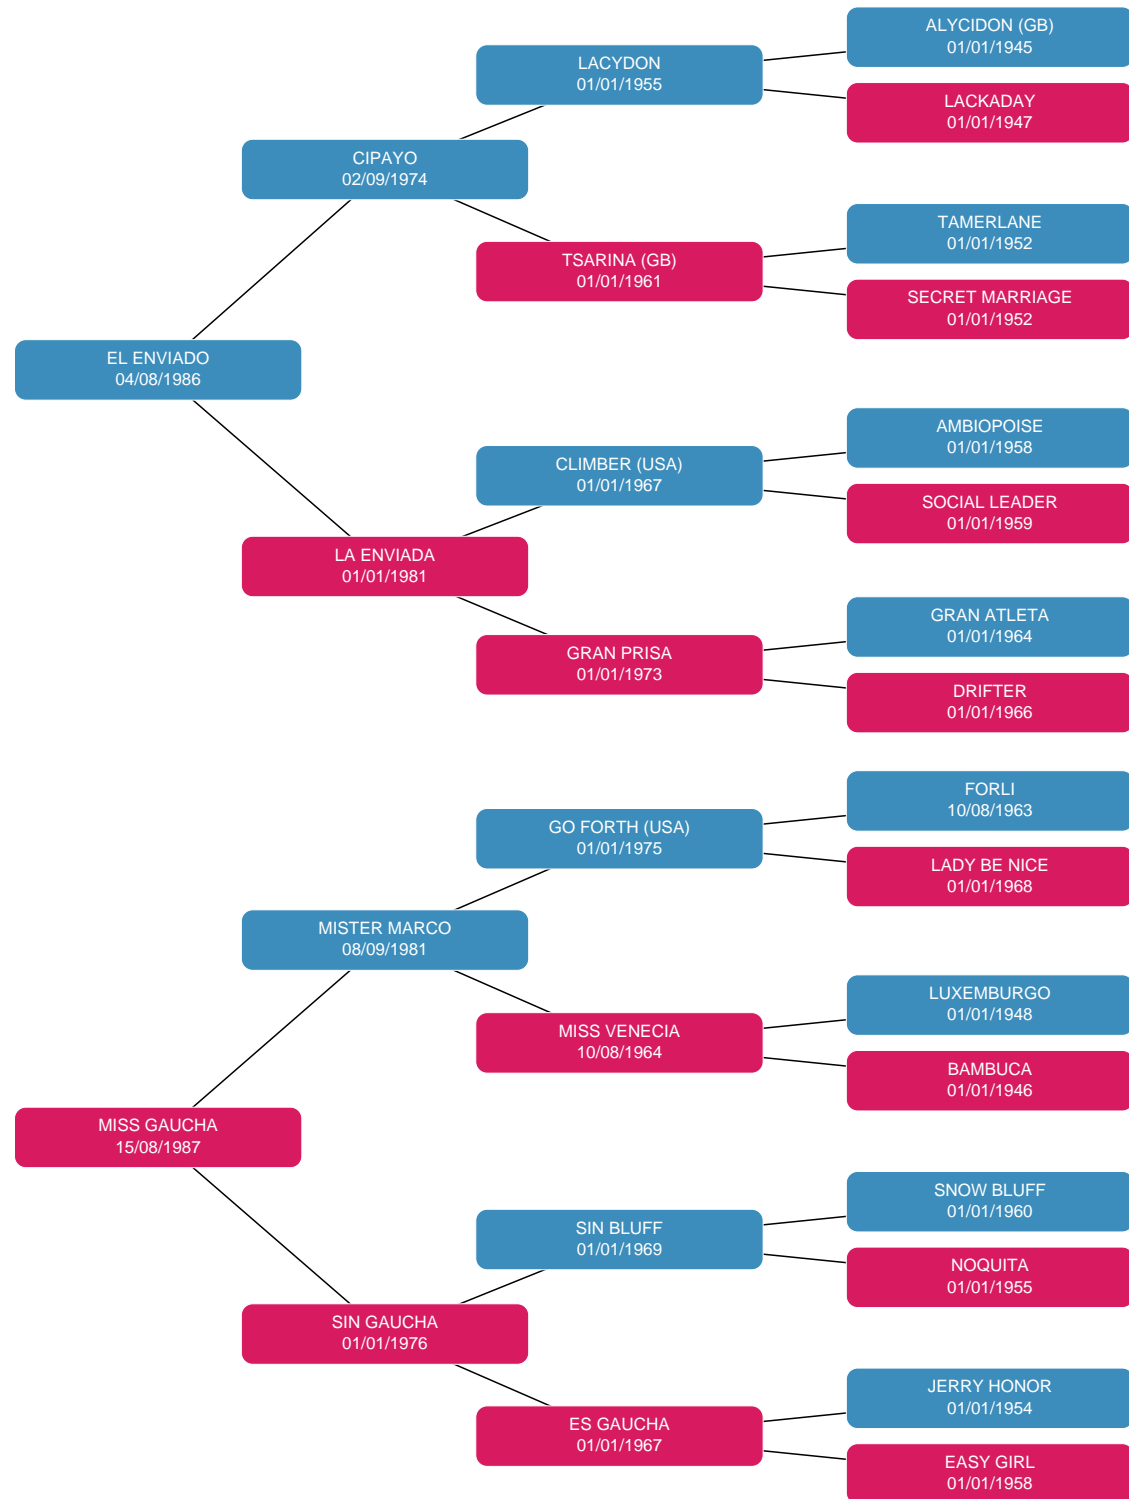 ALYCIDON (GB)
01/01/1945
LACYDON
01/01/1955
LACKADAY
01/01/1947
CIPAYO
02/09/1974
TAMERLANE
01/01/1952
TSARINA (GB)
01/01/1961
SECRET MARRIAGE
01/01/1952
EL ENVIADO
04/08/1986
AMBIOPOISE
01/01/1958
CLIMBER (USA)
01/01/1967
SOCIAL LEADER
01/01/1959
LA ENVIADA
01/01/1981
GRAN ATLETA
01/01/1964
GRAN PRISA
01/01/1973
DRIFTER
01/01/1966
FORLI
10/08/1963
GO FORTH (USA)
01/01/1975
LADY BE NICE
01/01/1968
MISTER MARCO
08/09/1981
LUXEMBURGO
01/01/1948
MISS VENECIA
10/08/1964
BAMBUCA
01/01/1946
MISS GAUCHA
15/08/1987
SNOW BLUFF
01/01/1960
SIN BLUFF
01/01/1969
NOQUITA
01/01/1955
SIN GAUCHA
01/01/1976
JERRY HONOR
01/01/1954
ES GAUCHA
01/01/1967
EASY GIRL
01/01/1958